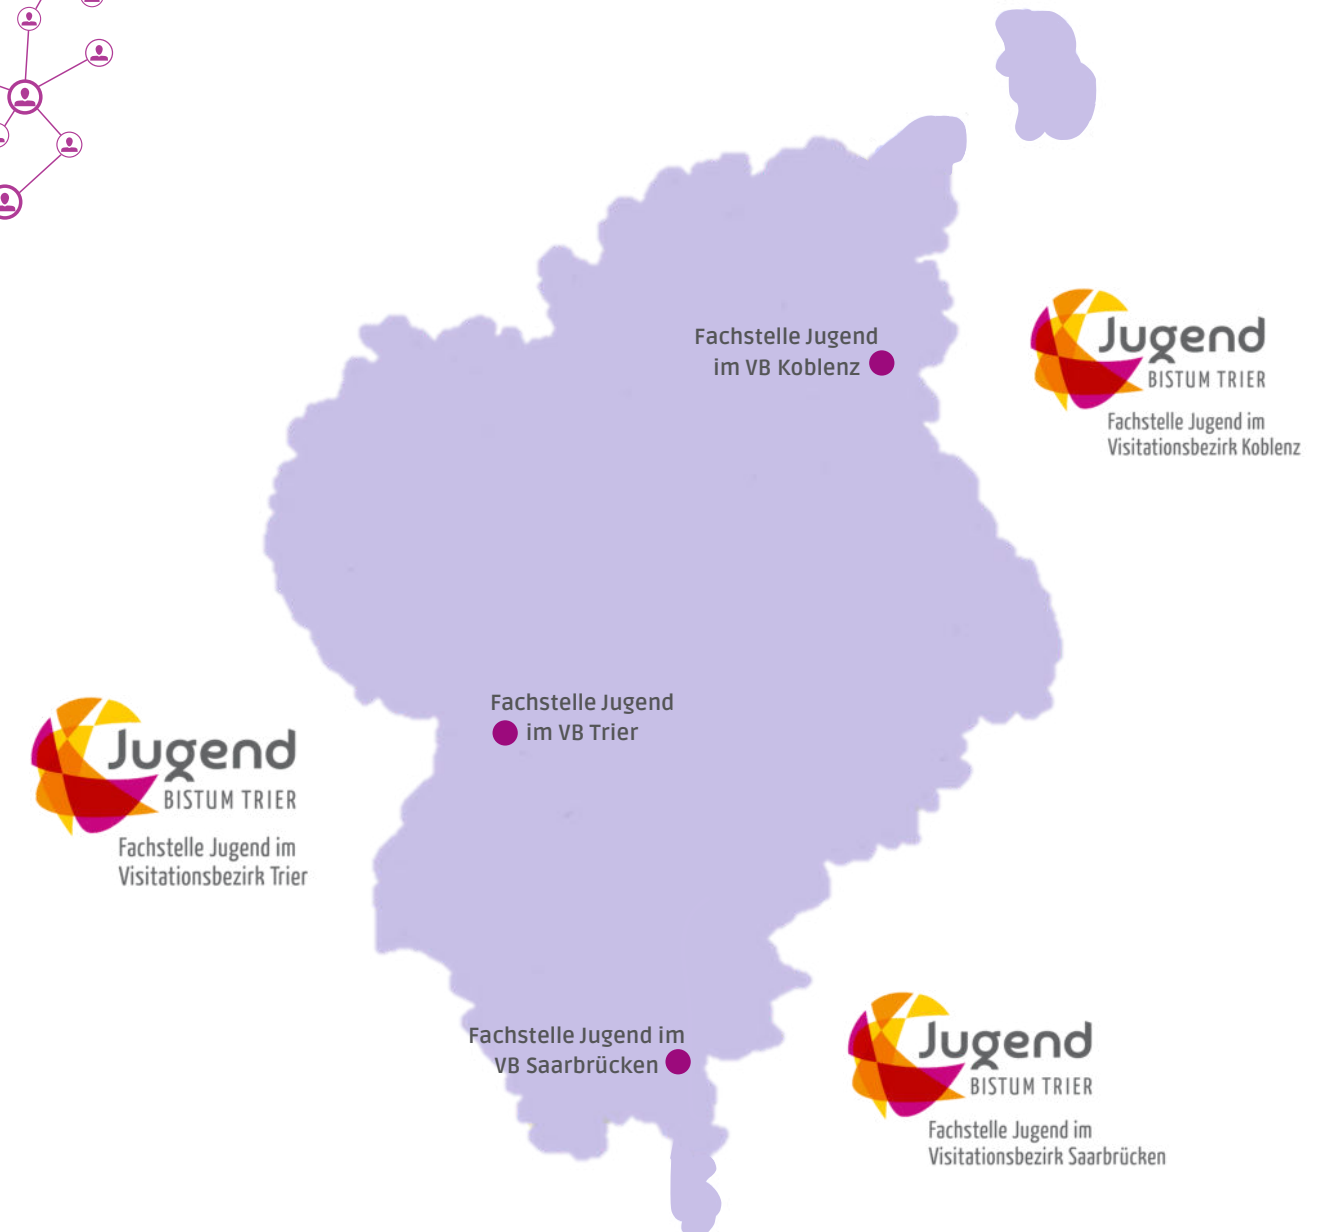 Fachstelle Jugend
im VB Koblenz
Jugend
BISTUM TRIER
Fachstelle Jugend im
Visitationsbezirk Koblenz
Fachstelle Jugend
im VB Trier
Jugend
BISTUM TRIER
Fachstelle Jugend im
Visitationsbezirk Trier
Fachstelle Jugend im
VB Saarbrücken
Jugend
BISTUM TRIER
Fachstelle Jugend im
Visitationsbezirk Saarbrücken